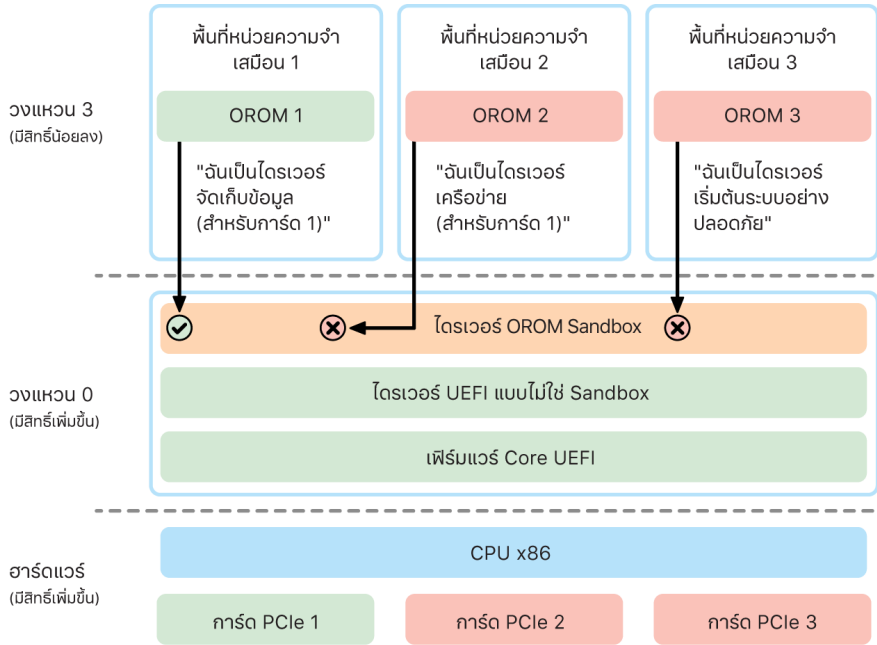 พื้นที่หน่วยความจำ
เสมือน 1
พื้นที่หน่วยความจำ
เสมือน 2
พื้นที่หน่วยความจำ
เสมือน 3
วงแหวน 3
(มีสิทธิ์น้อยลง)
OROM 1
OROM 2
OROM 3
"ฉันเป็นไดรเวอร์
จัดเก็บข้อมูล
(สำหรับการ์ด 1)"
"ฉันเป็นไดรเวอร์
เครือข่าย
(สำหรับการ์ด 1)"
"ฉันเป็นไดรเวอร์
เริ่มต้นระบบอย่าง
ปลอดภัย"
ไดรเวอร์ OROM Sandbox
วงแหวน 0
(มีสิทธิ์เพิ่มขึ้น)
ไดรเวอร์ UEFI แบบไม่ใช่ Sandbox
เฟิร์มแวร์ Core UEFI
CPU x86
ฮาร์ดแวร์
(มีสิทธิ์เพิ่มขึ้น)
การ์ด PCIe 1
การ์ด PCIe 2
การ์ด PCIe 3